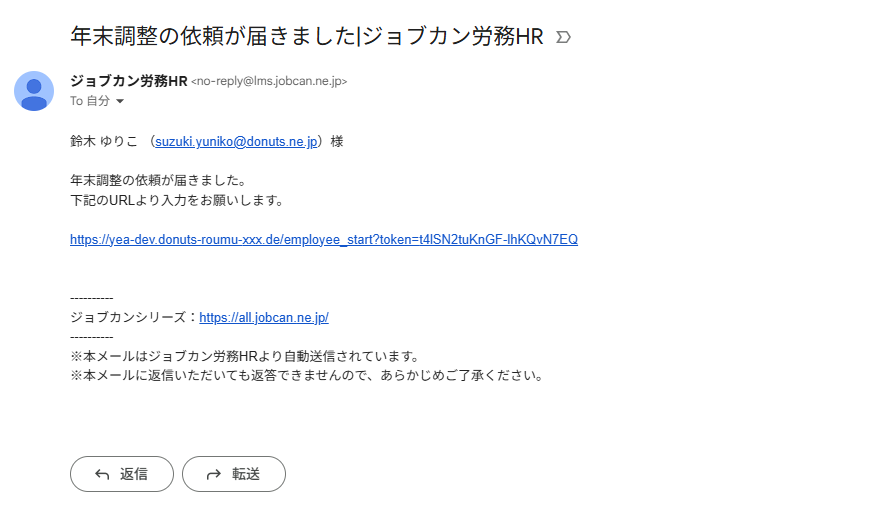 年末調整の依頼が届きました|ジョブカン労務HR
ジョブカン労務HR <no-reply@lms.jobcan.ne.jp>
To 自分
鈴木 ゆりこ （suzuki.yuniko@donuts.ne.jp）様
年末調整の依頼が届きました。
下記のURLより入力をお願いします。
https://yea-dev.donuts-roumu-xxx.de/employee_start?token=t4lSN2tuKnGF-lhKQvN7EQ
----------
ジョブカンシリーズ：https://all.jobcan.ne.jp/
----------
※本メールはジョブカン労務HRより自動送信されています。
※本メールに返信いただいても返答できませんので、あらかじめご了承ください。
返信 転送